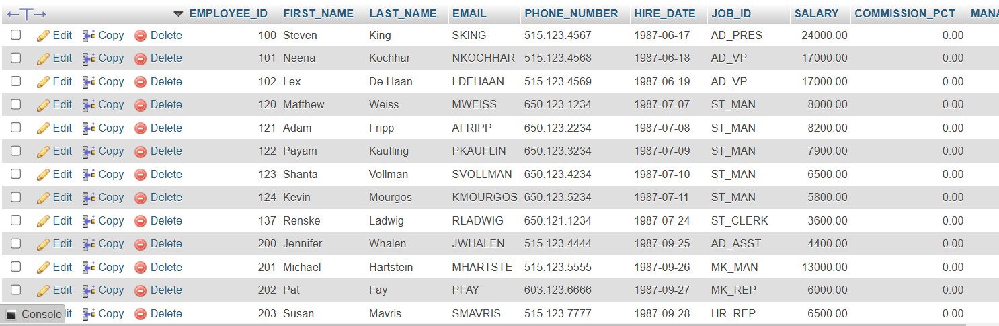 EMPLOYEE_ID FIRST_NAME LAST_NAME EMAIL PHONE_NUMBER HIRE_DATE JOB_ID SALARY COMMISSION_PCT MANA
Edit Copy Delete 100 Steven King SKING 515.123.4567 1987-06-17 AD_PRES 24000.00 0.00
Edit Copy Delete 101 Neena Kochhar NKOCHHAR 515.123.4568 1987-06-18 AD_VP 17000.00 0.00
Edit Copy Delete 102 Lex De Haan LDEHAAN 515.123.4569 1987-06-19 AD_VP 17000.00 0.00
Edit Copy Delete 120 Matthew Weiss MWEISS 650.123.1234 1987-07-07 ST_MAN 8000.00 0.00
Edit Copy Delete 121 Adam Fripp AFRIPP 650.123.2234 1987-07-08 ST_MAN 8200.00 0.00
Edit Copy Delete 122 Payam Kaufling PKAUFLIN 650.123.3234 1987-07-09 ST_MAN 7900.00 0.00
Edit Copy Delete 123 Shanta Vollman SVOLLMAN 650.123.4234 1987-07-10 ST_MAN 6500.00 0.00
Edit Copy Delete 124 Kevin Mourgos KMOURGOS 650.123.5234 1987-07-11 ST_MAN 5800.00 0.00
Edit Copy Delete 137 Renske Ladwig RLADWIG 650.121.1234 1987-07-24 ST_CLERK 3600.00 0.00
Edit Copy Delete 200 Jennifer Whalen JWHALEN 515.123.4444 1987-09-25 AD_ASST 4400.00 0.00
Edit Copy Delete 201 Michael Hartstein MHARTSTE 515.123.5555 1987-09-26 MK_MAN 13000.00 0.00
Edit Copy Delete 202 Pat Fay PFAY 603.123.6666 1987-09-27 MK_REP 6000.00 0.00
Console it Copy Delete 203 Susan Mavris SMAVRIS 515.123.7777 1987-09-28 HR_REP 6500.00 0.00